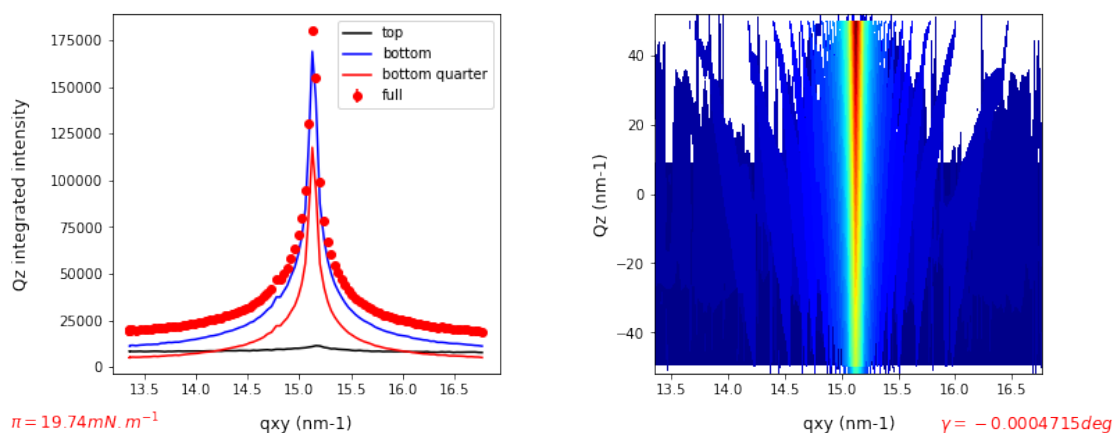 175000
150000
125000
100000
75000
50000
25000
0
Qz integrated intensity
top
bottom
bottom quarter
full
13.5 14.0 14.5 15.0 15.5 16.0 16.5
qxy (nm-1)
π = 19.74mN.m⁻¹
40
20
0
−20
−40
Qz (nm-1)
13.5 14.0 14.5 15.0 15.5 16.0 16.5
qxy (nm-1)
γ = −0.0004715deg